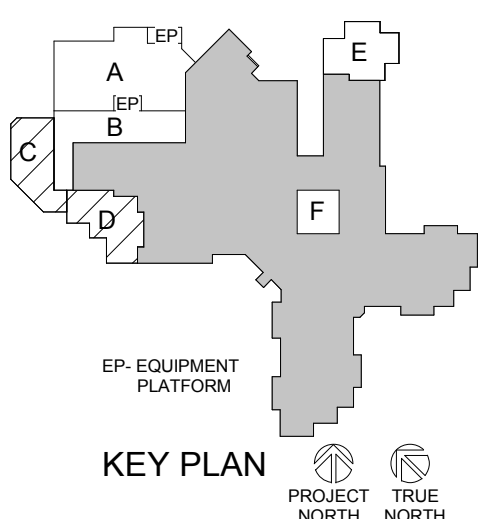 EP
A
E
EP
B
C
D
F
EP- EQUIPMENT
PLATFORM
KEY PLAN
PROJECT
NORTH
TRUE
NORTH